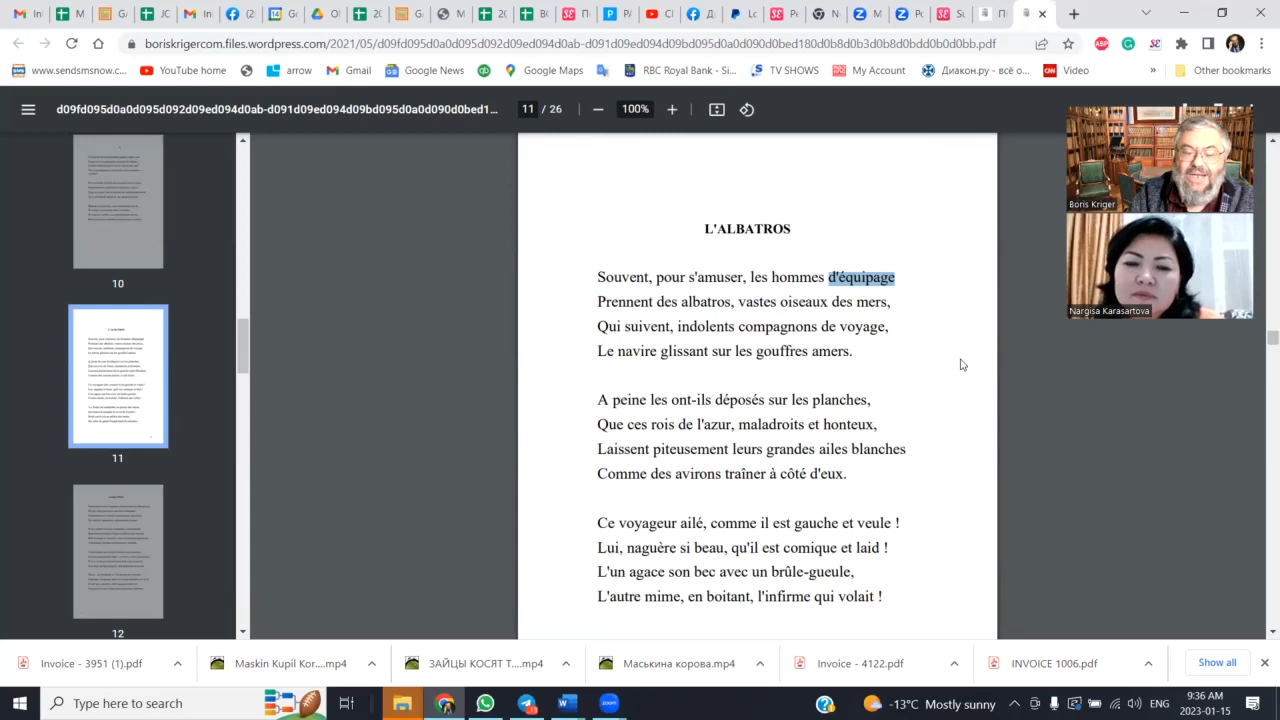 boriskrigercom.files.wordpress.com/2021/05/d09fd095d0a0d095d092d09ed094d0ab-d091d09ed094d09bd095d0a0d090d0bed180d0b8d0b3d0b8d0bdd0b0d0bb.pdf
www.sendsmsnow.c... YouTube home arrow Gmail Google News Google Maps RBC Royal Bank - Si... TV SHOWS My Account Диакон.ру - всё о... Video » Other bookmarks
d09fd095d0a0d095d092d09ed094d0ab-d091d09ed094d09bd095d0a0d090d0bed1... 11 / 26 100%
10
11
12
L'ALBATROS
Souvent, pour s'amuser, les hommes d'équipage
Prennent des albatros, vastes oiseaux des mers,
Qui suivent, indolents compagnons de voyage,
Le navire glissant sur les gouffres amers.
A peine les ont-ils déposés sur les planches,
Que ces rois de l'azur, maladroits et honteux,
Laissent piteusement leurs grandes ailes blanches
Comme des avirons traîner à côté d'eux.
Ce voyageur ailé, comme il est gauche et veule !
Lui, naguère si beau, qu'il est comique et laid !
L'un agace son bec avec un brûle-gueule,
L'autre mime, en boitant, l'infirme qui volait !
Boris Kriger
Nargisa Karasartova
Invoice - 3951 (1).pdf Maskin Kupil Kor....mp4 ЗАЙЦЫ КОСЯТ Т....mp4 Маськина корова.mp4 Invoice - 4122.pdf INVOICE 1006.pdf Show all
Type here to search -13°C Mostly sunny ENG 9:36 AM
2023-01-15